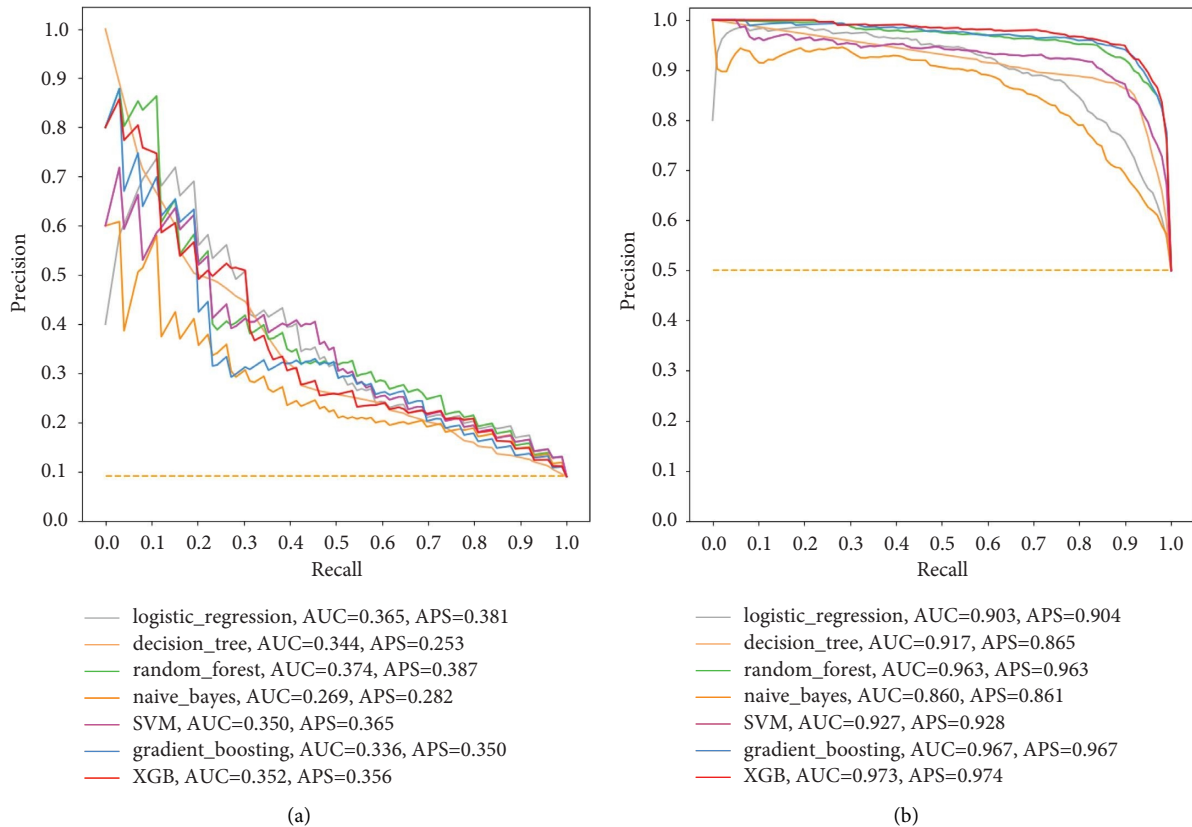 1.0
0.9
0.8
0.7
0.6
0.5
0.4
0.3
0.2
0.1
0.0
Precision
0.0 0.1 0.2 0.3 0.4 0.5 0.6 0.7 0.8 0.9 1.0
Recall
logistic_regression, AUC=0.365, APS=0.381
decision_tree, AUC=0.344, APS=0.253
random_forest, AUC=0.374, APS=0.387
naive_bayes, AUC=0.269, APS=0.282
SVM, AUC=0.350, APS=0.365
gradient_boosting, AUC=0.336, APS=0.350
XGB, AUC=0.352, APS=0.356
(a)
1.0
0.9
0.8
0.7
0.6
0.5
0.4
0.3
0.2
0.1
0.0
Precision
0.0 0.1 0.2 0.3 0.4 0.5 0.6 0.7 0.8 0.9 1.0
Recall
logistic_regression, AUC=0.903, APS=0.904
decision_tree, AUC=0.917, APS=0.865
random_forest, AUC=0.963, APS=0.963
naive_bayes, AUC=0.860, APS=0.861
SVM, AUC=0.927, APS=0.928
gradient_boosting, AUC=0.967, APS=0.967
XGB, AUC=0.973, APS=0.974
(b)